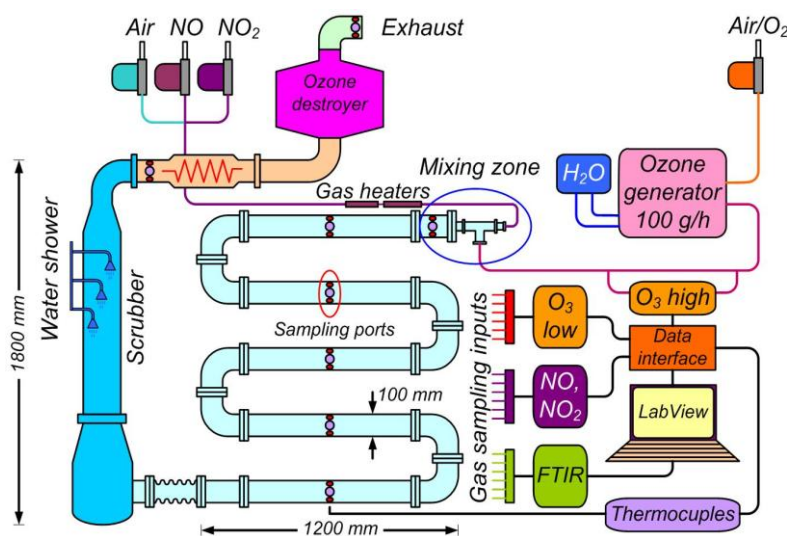 Air NO NO2
Exhaust
Air/O2
Ozone
destroyer
Mixing zone
H2O
Ozone
generator
100 g/h
Gas heaters
Water shower
Scrubber
1800 mm
Sampling ports
O3 high
O3
low
Data
interface
Gas sampling inputs
NO,
NO2
LabView
100 mm
FTIR
Thermocuples
1200 mm